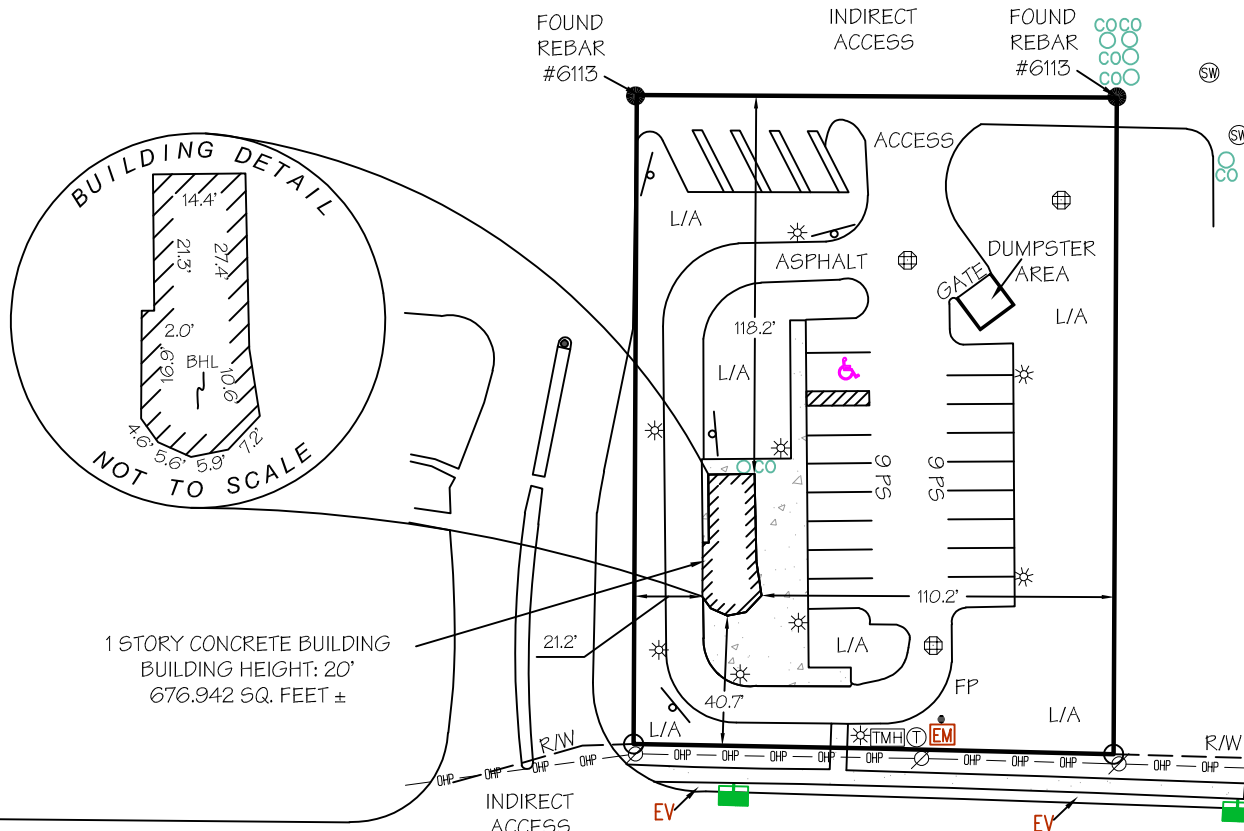 FOUND
REBAR
#6113
INDIRECT
ACCESS
FOUND
REBAR
#6113
CO CO
CO
CO
SW
SW
CO
BUILDING DETAIL
14.4'
21.3'
27.4'
2.0'
BHL
16.9'
10.6'
4.6'
5.6'
5.9'
7.2'
NOT TO SCALE
ACCESS
L/A
ASPHALT
DUMPSTER
AREA
GATE
L/A
118.2'
L/A
CO
9 PS
9 PS
110.2'
1 STORY CONCRETE BUILDING
BUILDING HEIGHT: 20'
676.942 SQ. FEET ±
21.2'
L/A
40.7'
FP
L/A
L/A
TMH
T
EM
R/W
R/W
OHP OHP OHP OHP OHP OHP OHP OHP OHP OHP OHP OHP OHP OHP
INDIRECT
ACCESS
EV
EV